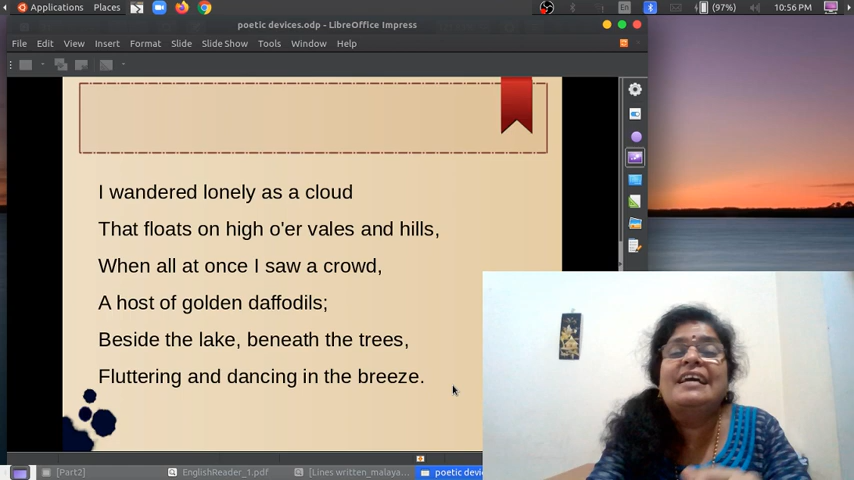 Applications Places En (97%) 10:56 PM
poetic devices.odp - LibreOffice Impress
File Edit View Insert Format Slide Slide Show Tools Window Help
I wandered lonely as a cloud
That floats on high o'er vales and hills,
When all at once I saw a crowd,
A host of golden daffodils;
Beside the lake, beneath the trees,
Fluttering and dancing in the breeze.
[Part2] EnglishReader_1.pdf [Lines written_malaya... poetic devi